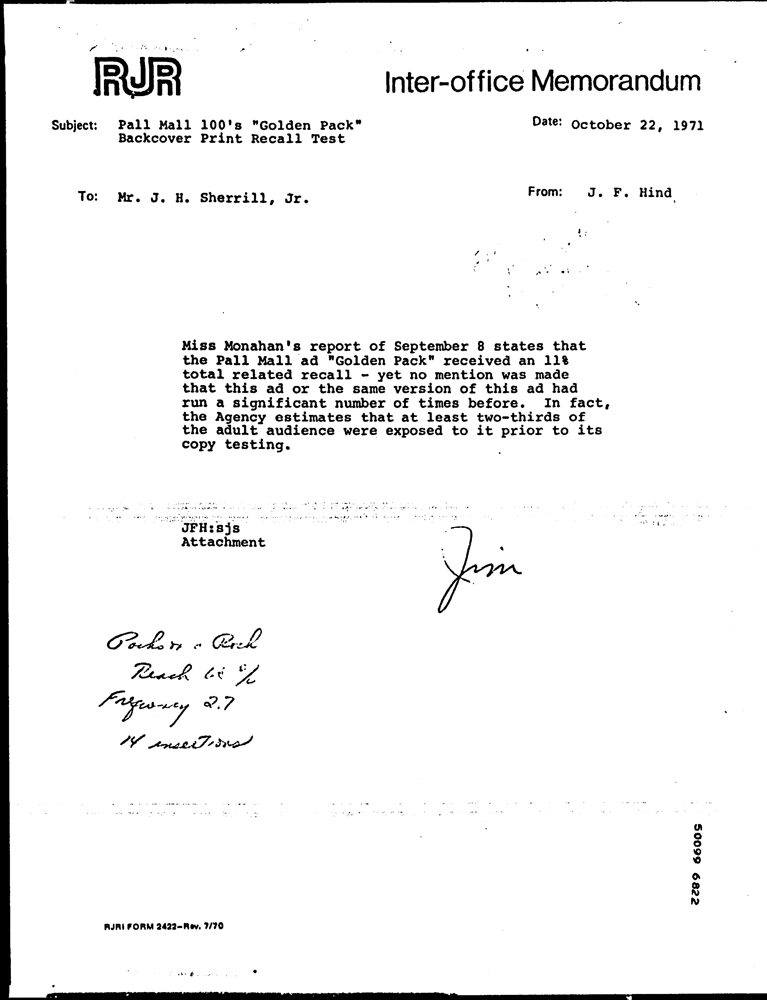 RJR
Inter-office Memorandum
Subject: Pall Mall 100's "Golden Pack"
Backcover Print Recall Test
Date: October 22, 1971
To: Mr. J. H. Sherrill, Jr.
From: J. F. Hind
Miss Monahan's report of September 8 states that
the Pall Mall ad "Golden Pack" received an 11%
total related recall - yet no mention was made
that this ad or the same version of this ad had
run a significant number of times before. In fact,
the Agency estimates that at least two-thirds of
the adult audience were exposed to it prior to its
copy testing.
JFH:sjs
Attachment
Jim
Reach
Frequency 2.7
14 insertions
50099 6822
RJRI FORM 2422-Rev. 7/70